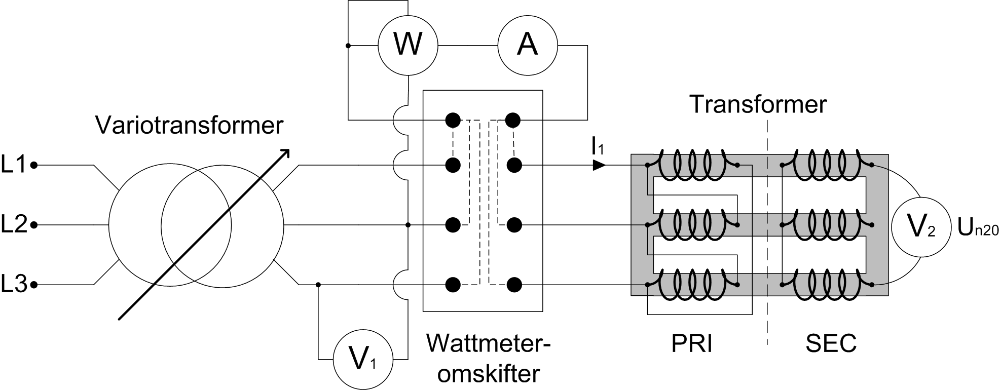 W
A
Transformer
Variotransformer
I1
L1
L2
V2
Un20
L3
V1
Wattmeter-
omskifter
PRI
SEC